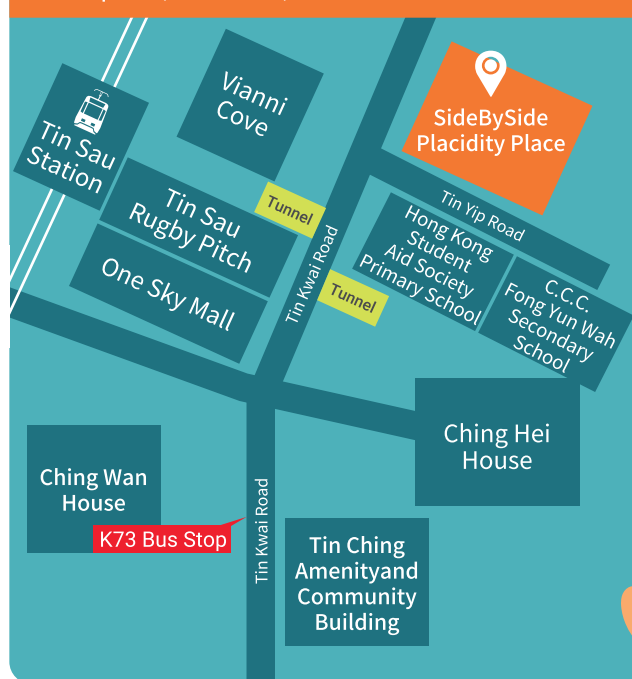 SideBySide
Placidity Place
Vianni
Cove
Tin Sau
Station
Tin Sau
Rugby Pitch
One Sky Mall
Tunnel
Tin Kwai Road
Tunnel
Tin Yip Road
Hong Kong
Student
Aid Society
Primary School
C.C.C.
Fong Yun Wah
Secondary
School
Ching Hei
House
Ching Wan
House
K73 Bus Stop
Tin Kwai Road
Tin Ching
Amenityand
Community
Building